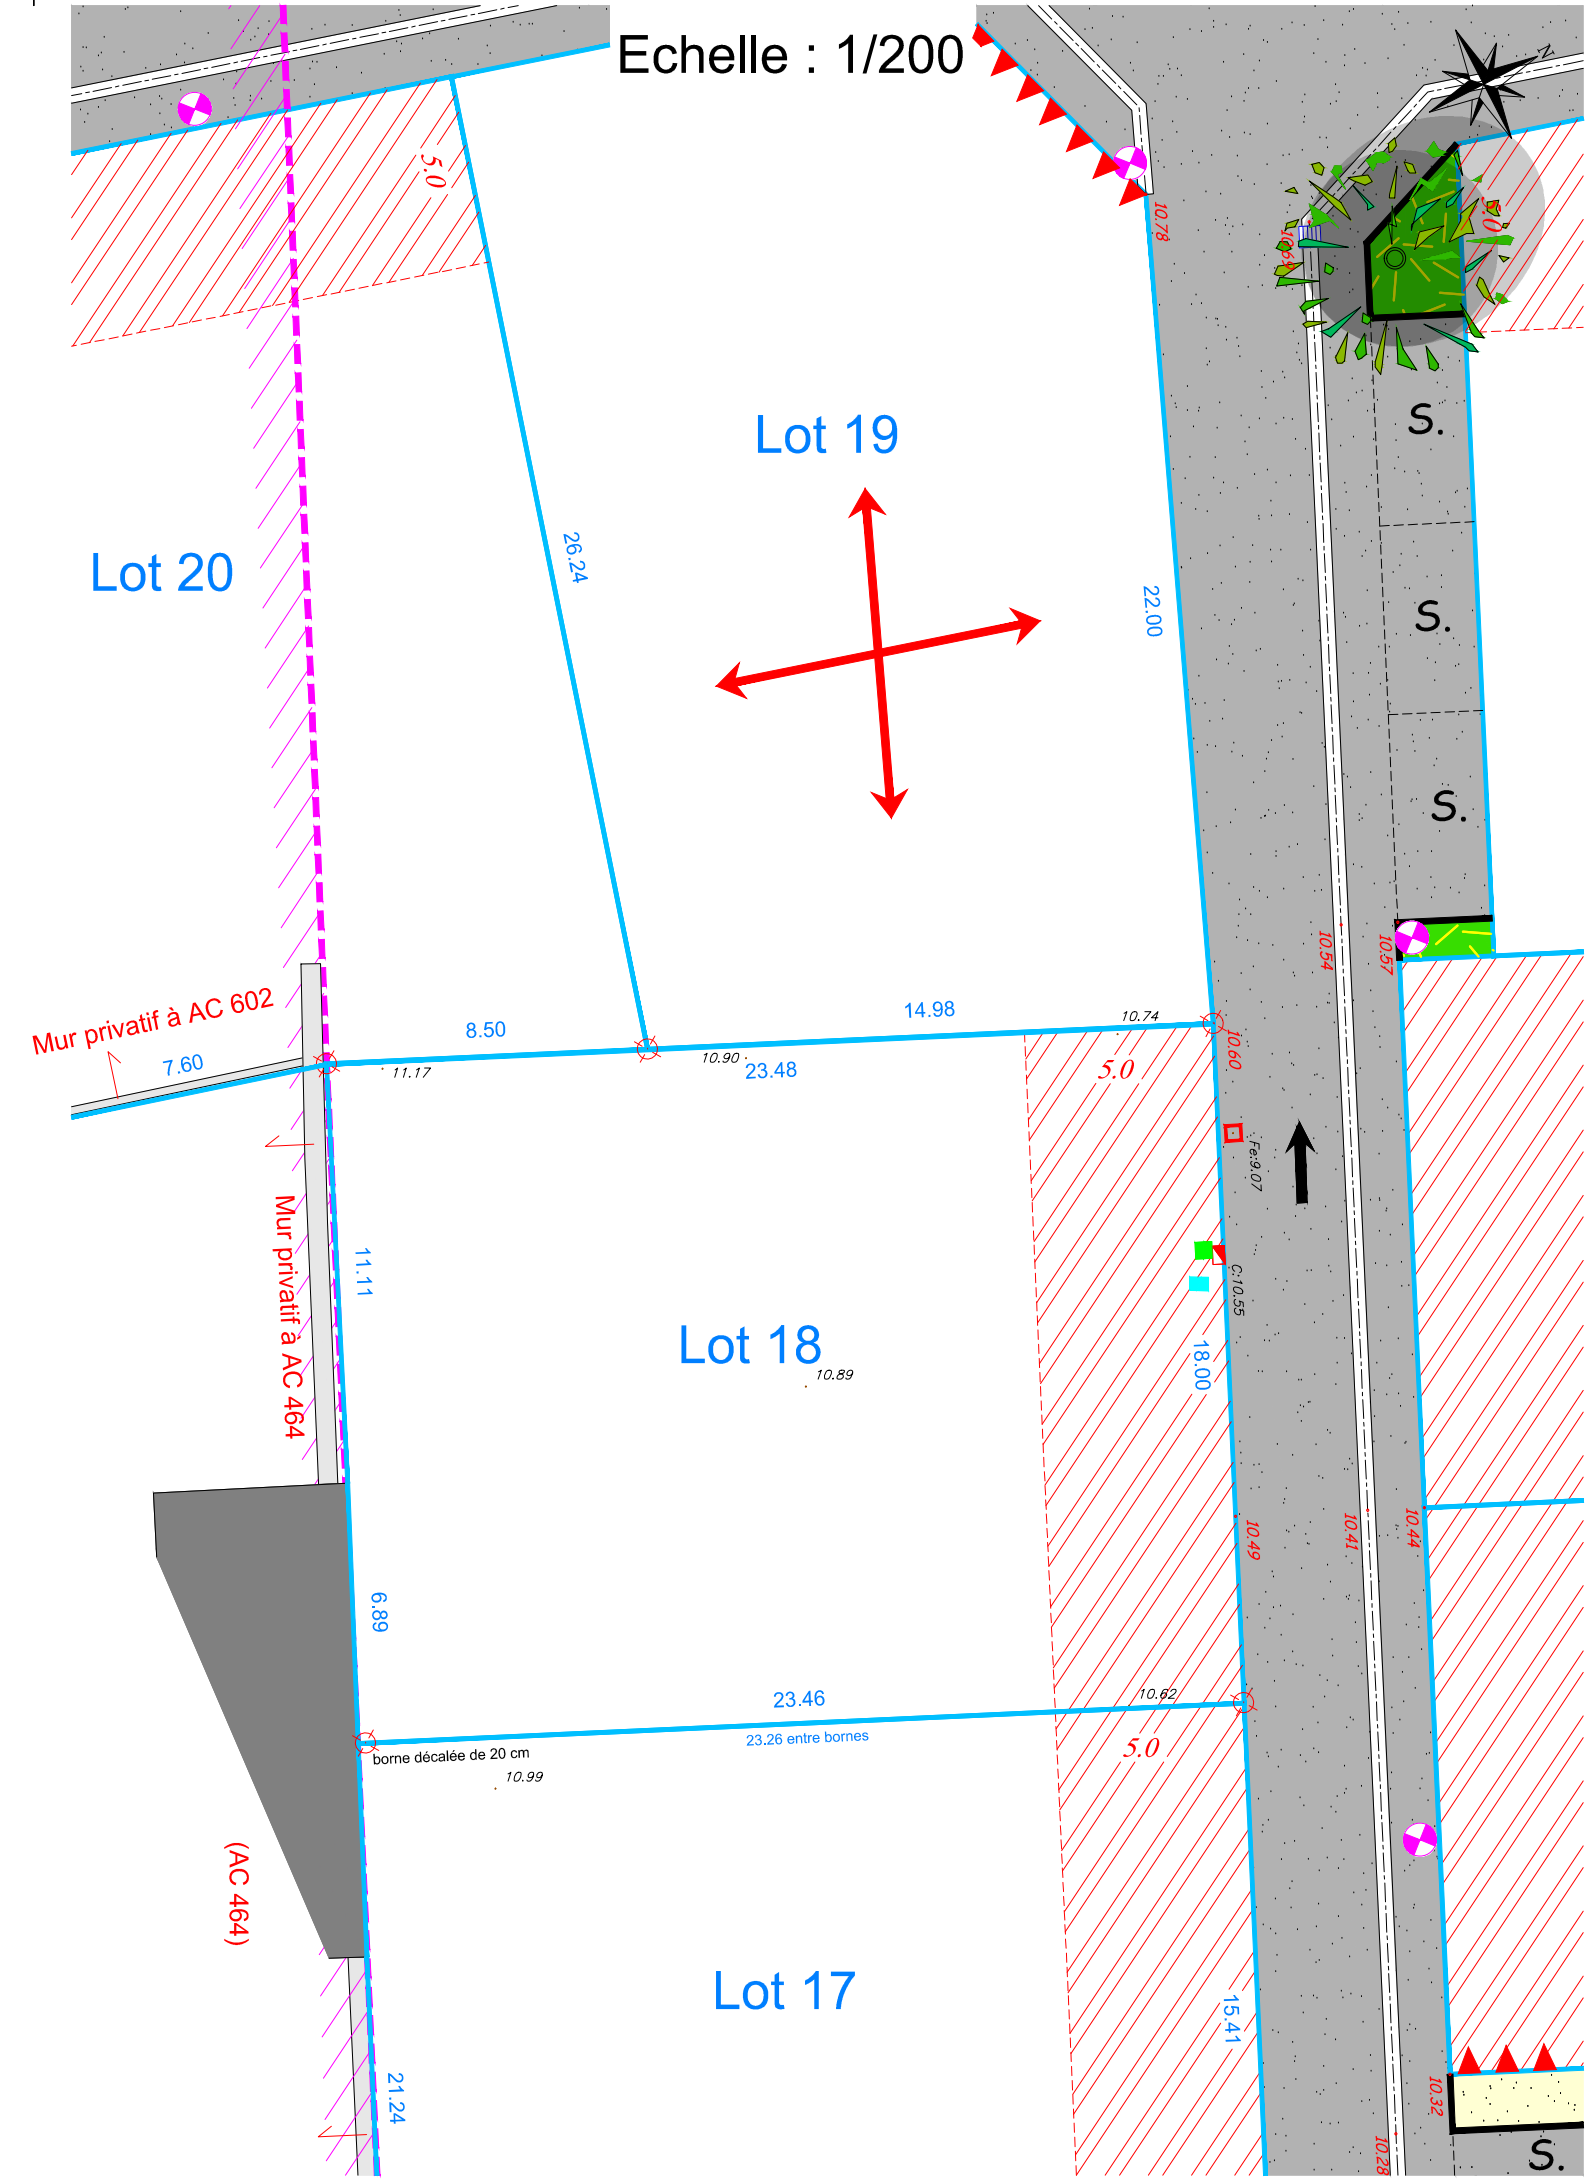 Echelle : 1/200
N
5.0
10.78
10.69
5.0
S.
Lot 19
Lot 20
26.24
22.00
S.
S.
10.54
10.57
Mur privatif à AC 602
7.60
8.50
14.98
10.74
11.17
10.90
23.48
5.0
10.60
Fe:9.07
Mur privatif à AC 464
11.11
C:10.55
Lot 18
10.89
18.00
10.49
10.41
10.44
6.89
23.46
10.62
23.26 entre bornes
borne décalée de 20 cm
10.99
5.0
(AC 464)
Lot 17
15.41
21.24
10.32
10.28
S.